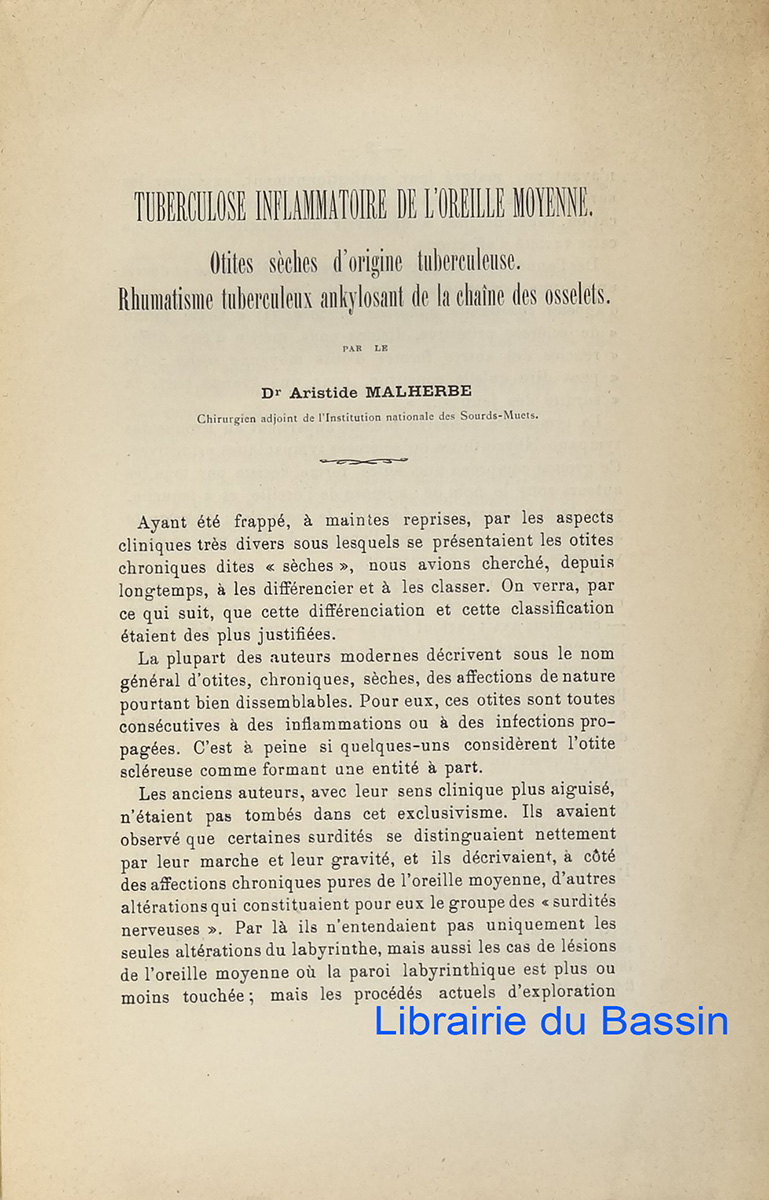 TUBERCULOSE INFLAMMATOIRE DE L'OREILLE MOYENNE.
Otites sèches d'origine tuberculeuse.
Rhumatisme tuberculeux ankylosant de la chaîne des osselets.
PAR LE
Dr Aristide MALHERBE
Chirurgien adjoint de l'Institution nationale des Sourds-Muets.
Ayant été frappé, à maintes reprises, par les aspects
cliniques très divers sous lesquels se présentaient les otites
chroniques dites « sèches », nous avions cherché, depuis
longtemps, à les différencier et à les classer. On verra, par
ce qui suit, que cette différenciation et cette classification
étaient des plus justifiées.
La plupart des auteurs modernes décrivent sous le nom
général d'otites, chroniques, sèches, des affections de nature
pourtant bien dissemblables. Pour eux, ces otites sont toutes
consécutives à des inflammations ou à des infections pro-
pagées. C'est à peine si quelques-uns considèrent l'otite
scléreuse comme formant une entité à part.
Les anciens auteurs, avec leur sens clinique plus aiguisé,
n'étaient pas tombés dans cet exclusivisme. Ils avaient
observé que certaines surdités se distinguaient nettement
par leur marche et leur gravité, et ils décrivaient, à côté
des affections chroniques pures de l'oreille moyenne, d'autres
altérations qui constituaient pour eux le groupe des « surdités
nerveuses ». Par là ils n'entendaient pas uniquement les
seules altérations du labyrinthe, mais aussi les cas de lésions
de l'oreille moyenne où la paroi labyrinthique est plus ou
moins touchée ; mais les procédés actuels d'exploration
Librairie du Bassin